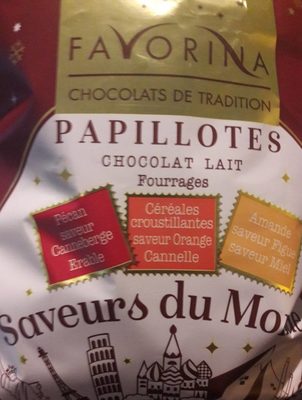 FAVORINA
CHOCOLATS DE TRADITION
PAPILLOTES
CHOCOLAT LAIT
Fourrages
Pécan
saveur
Canneberge
Erable
Céréales
croustillantes
saveur Orange
Cannelle
Amande
saveur Figue
saveur Miel
Saveurs du Mon